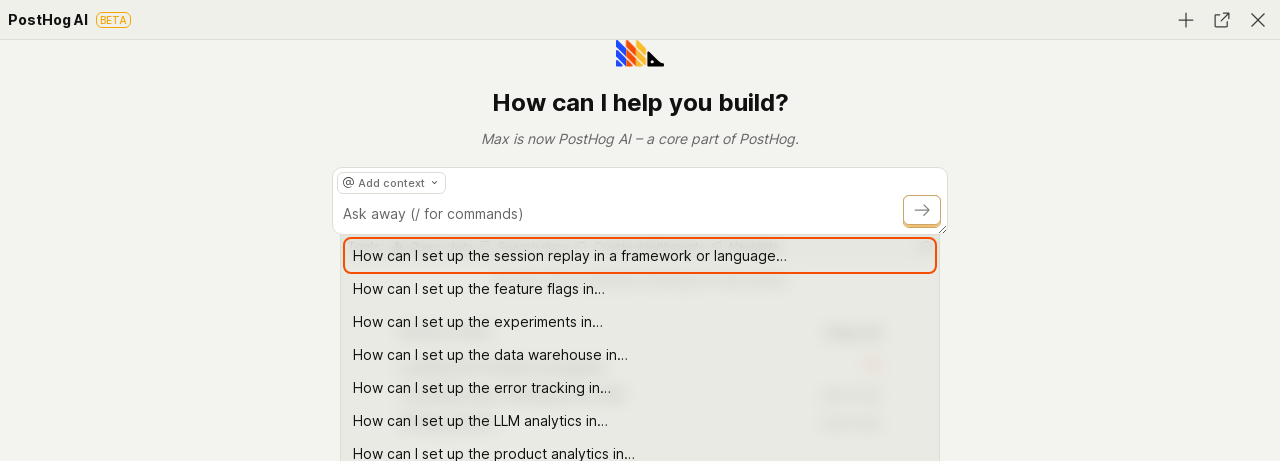 PostHog AI BETA
How can I help you build?
Max is now PostHog AI – a core part of PostHog.
@ Add context
Ask away (/ for commands)
How can I set up the session replay in a framework or language…
How can I set up the feature flags in…
How can I set up the experiments in…
How can I set up the data warehouse in…
How can I set up the error tracking in…
How can I set up the LLM analytics in…
How can I set up the product analytics in…